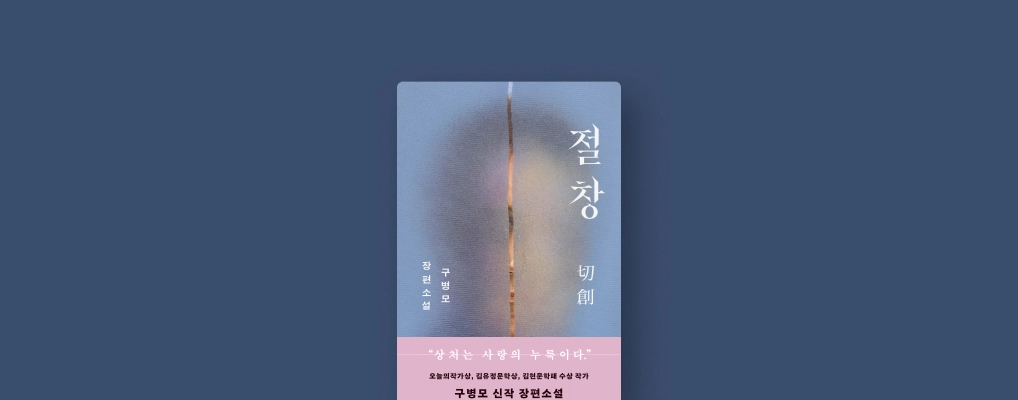 절창
切創
구병모
장편소설
“상처는 사랑의 누룩이다.”
오늘의작가상, 김유정문학상, 김현문학패 수상 작가
구병모 신작 장편소설